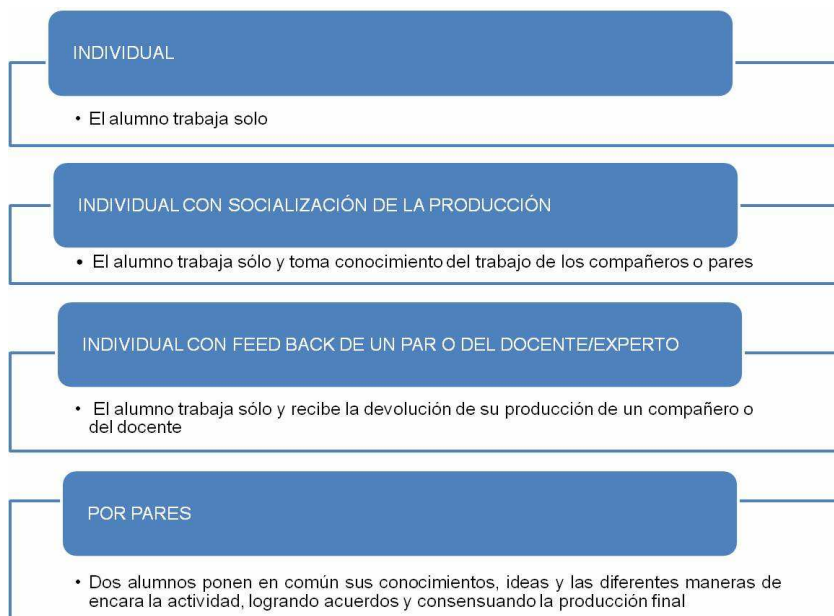 INDIVIDUAL
• El alumno trabaja solo
INDIVIDUAL CON SOCIALIZACIÓN DE LA PRODUCCIÓN
• El alumno trabaja sólo y toma conocimiento del trabajo de los compañeros o pares
INDIVIDUAL CON FEED BACK DE UN PAR O DEL DOCENTE/EXPERTO
• El alumno trabaja sólo y recibe la devolución de su producción de un compañero o
del docente
POR PARES
• Dos alumnos ponen en común sus conocimientos, ideas y las diferentes maneras de
encara la actividad, logrando acuerdos y consensuando la producción final